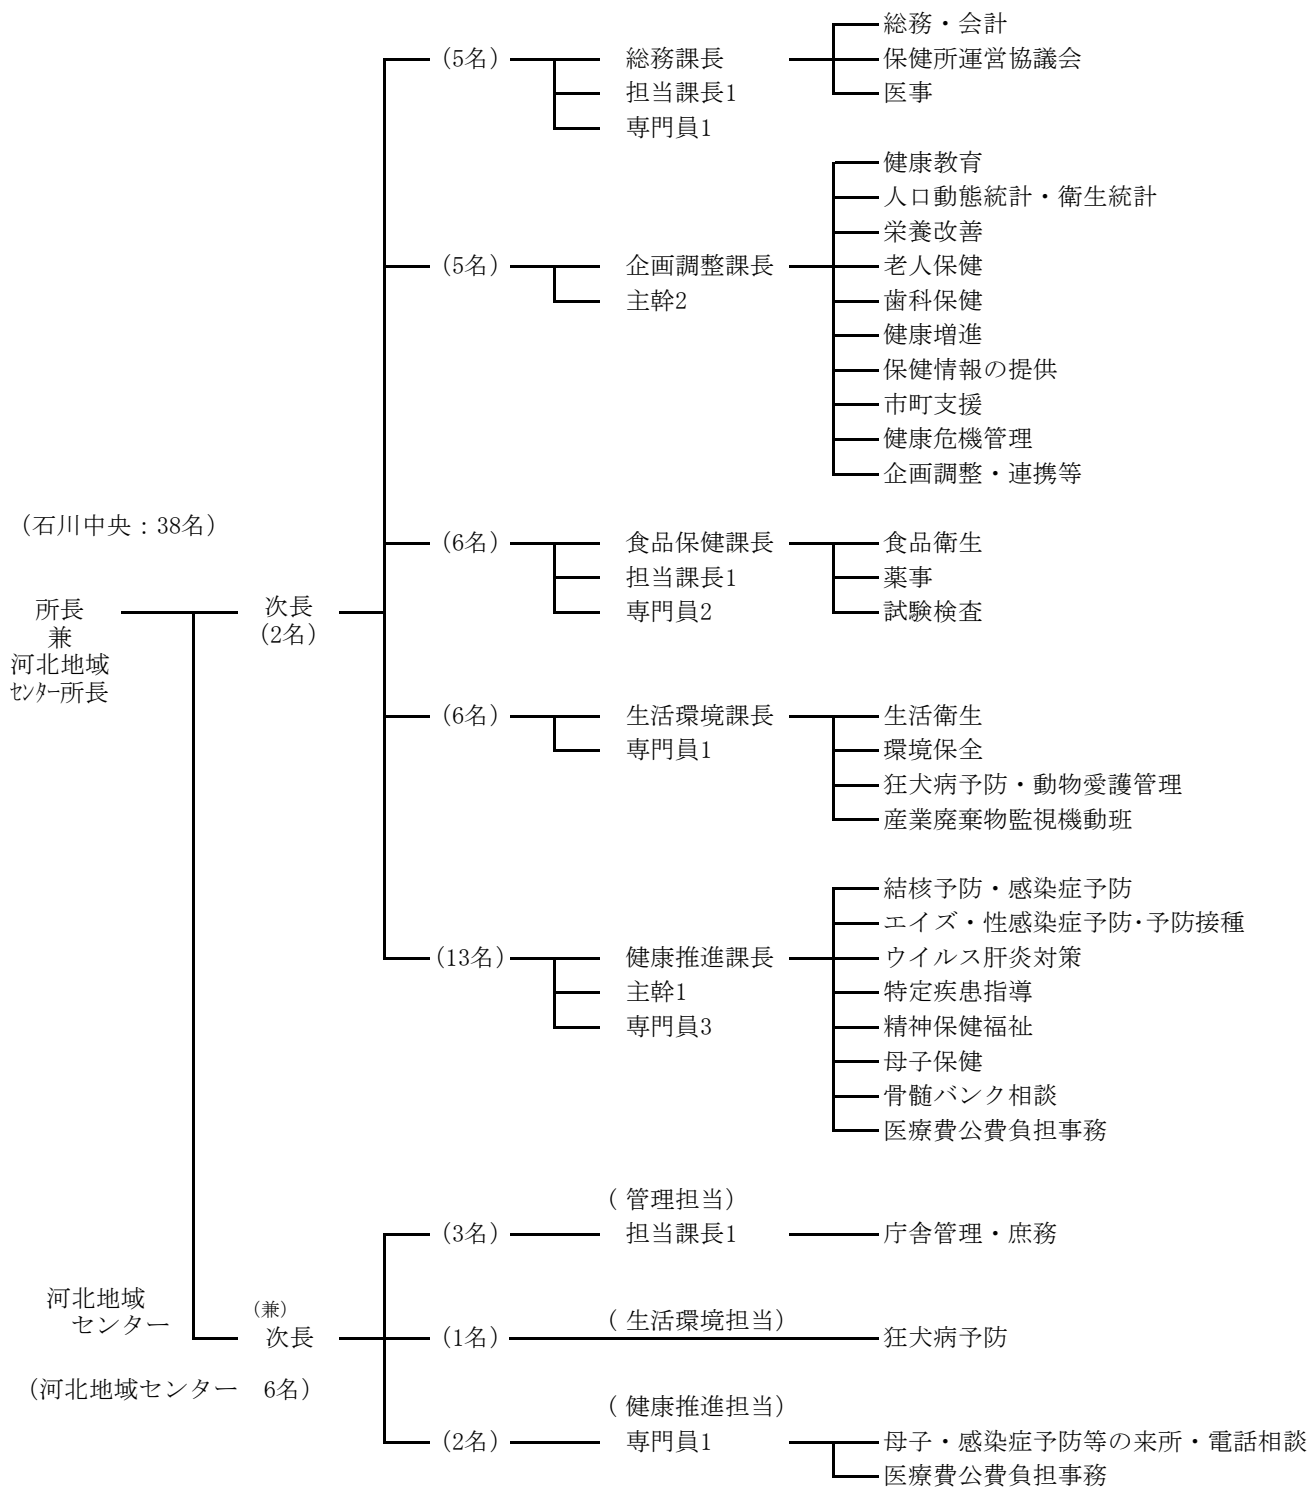 総務・会計
(5名) 総務課長 保健所運営協議会
担当課長1 医事
専門員1
健康教育
人口動態統計・衛生統計
栄養改善
(5名) 企画調整課長 老人保健
主幹2 歯科保健
健康増進
保健情報の提供
市町支援
健康危機管理
企画調整・連携等
(石川中央:38名)
(6名) 食品保健課長 食品衛生
担当課長1 薬事
専門員2 試験検査
所長 次長
兼 (2名)
河北地域
センター所長
(6名) 生活環境課長 生活衛生
専門員1 環境保全
狂犬病予防・動物愛護管理
産業廃棄物監視機動班
結核予防・感染症予防
エイズ・性感染症予防・予防接種
(13名) 健康推進課長 ウイルス肝炎対策
主幹1 特定疾患指導
専門員3 精神保健福祉
母子保健
骨髄バンク相談
医療費公費負担事務
(管理担当)
(3名) 担当課長1 庁舎管理・庶務
河北地域 (兼)
センター 次長
(生活環境担当)
(1名) 狂犬病予防
(河北地域センター 6名)
(健康推進担当)
(2名) 専門員1 母子・感染症予防等の来所・電話相談
医療費公費負担事務